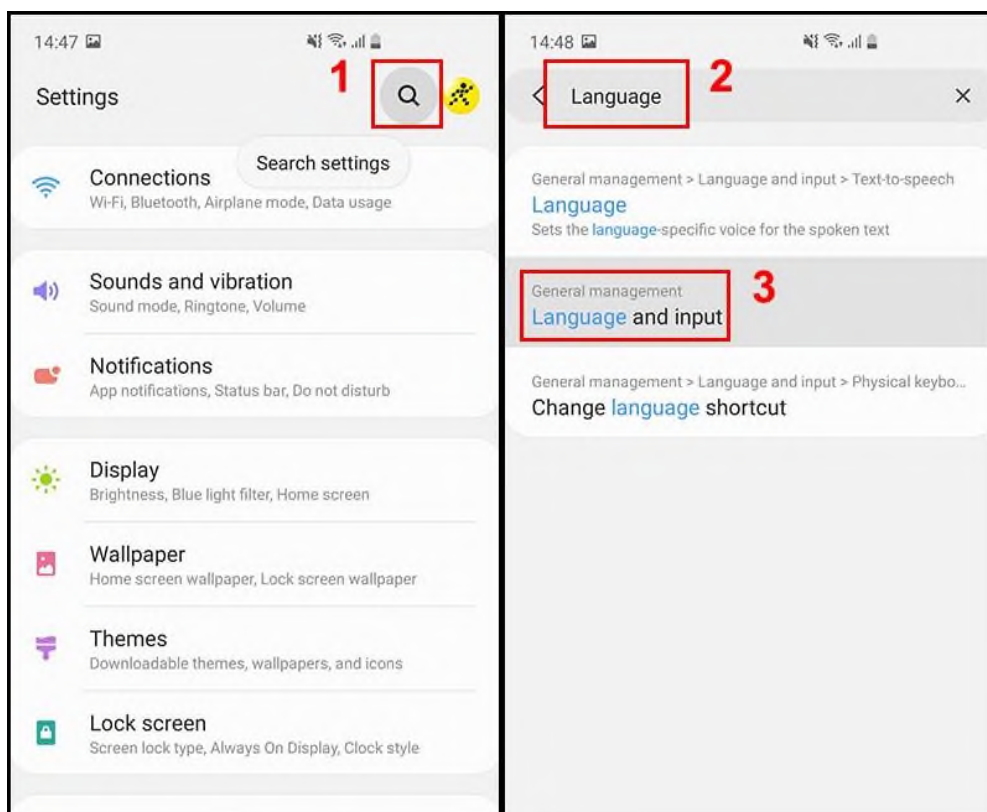 14:47
1
Settings
Search settings
Connections
Wi-Fi, Bluetooth, Airplane mode, Data usage
Sounds and vibration
Sound mode, Ringtone, Volume
Notifications
App notifications, Status bar, Do not disturb
Display
Brightness, Blue light filter, Home screen
Wallpaper
Home screen wallpaper, Lock screen wallpaper
Themes
Downloadable themes, wallpapers, and icons
Lock screen
Screen lock type, Always On Display, Clock style
14:48
Language
2
General management > Language and input > Text-to-speech
Language
Sets the language-specific voice for the spoken text
General management
Language and input
3
General management > Language and input > Physical keybo...
Change language shortcut